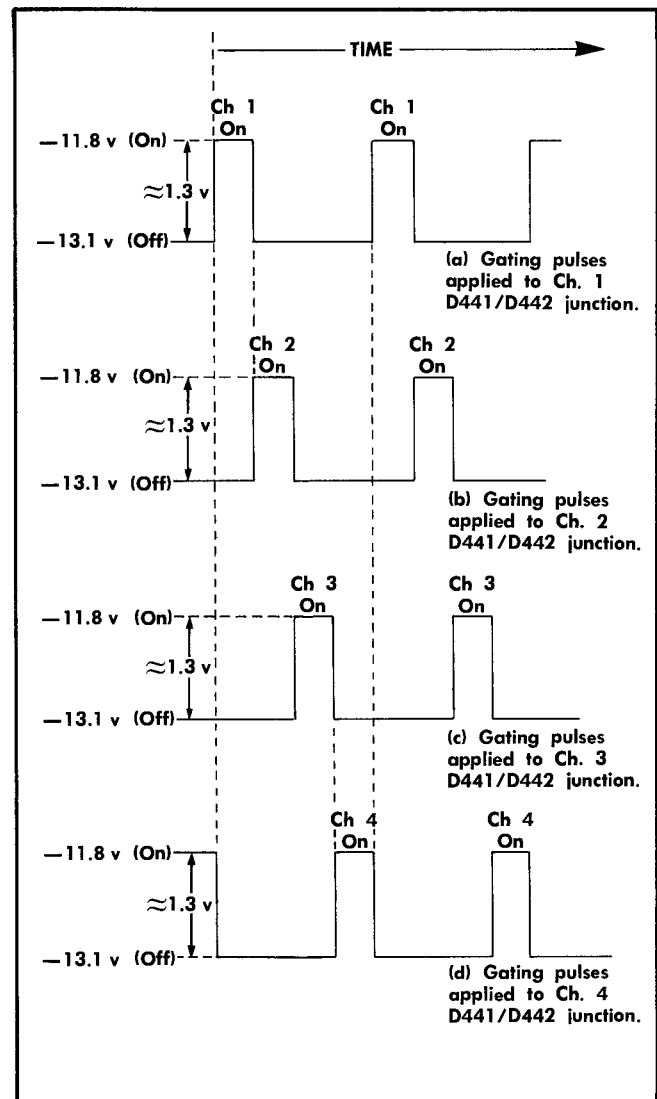 TIME
Ch 1
On
Ch 1
On
—11.8 v (On)
≈1.3 v
—13.1 v (Off)
(a) Gating pulses
applied to Ch. 1
D441/D442 junction.
Ch 2
On
Ch 2
On
—11.8 v (On)
≈1.3 v
—13.1 v (Off)
(b) Gating pulses
applied to Ch. 2
D441/D442 junction.
Ch 3
On
Ch 3
On
—11.8 v (On)
≈1.3 v
—13.1 v (Off)
(c) Gating pulses
applied to Ch. 3
D441/D442 junction.
Ch 4
On
Ch 4
On
—11.8 v (On)
≈1.3 v
—13.1 v (Off)
(d) Gating pulses
applied to Ch. 4
D441/D442 junction.